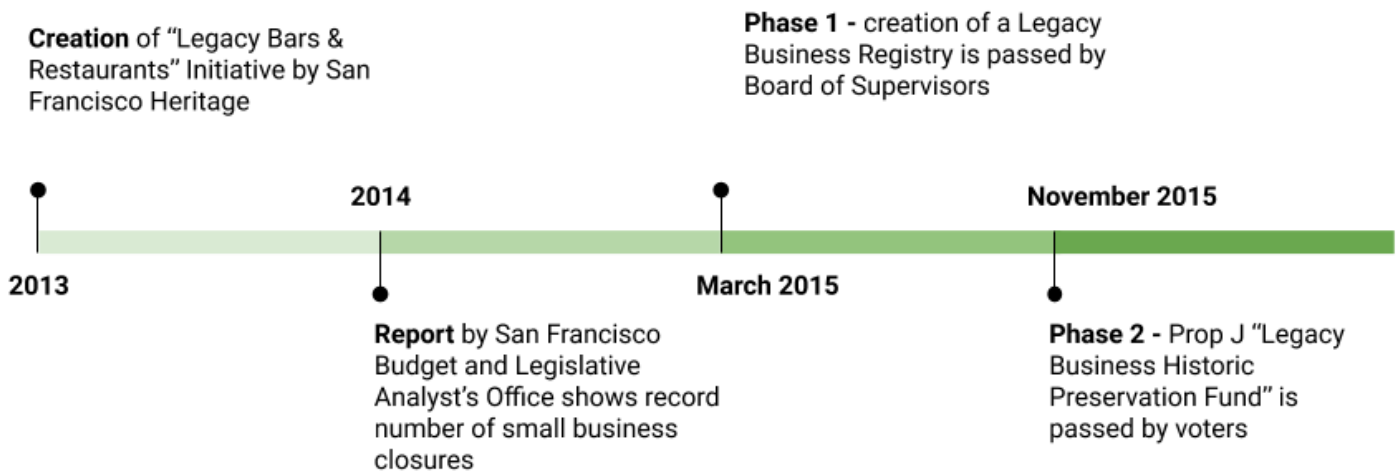 Creation of “Legacy Bars &
Restaurants” Initiative by San
Francisco Heritage
Phase 1 - creation of a Legacy
Business Registry is passed by
Board of Supervisors
2014
November 2015
2013
March 2015
Report by San Francisco
Budget and Legislative
Analyst’s Office shows record
number of small business
closures
Phase 2 - Prop J “Legacy
Business Historic
Preservation Fund” is
passed by voters